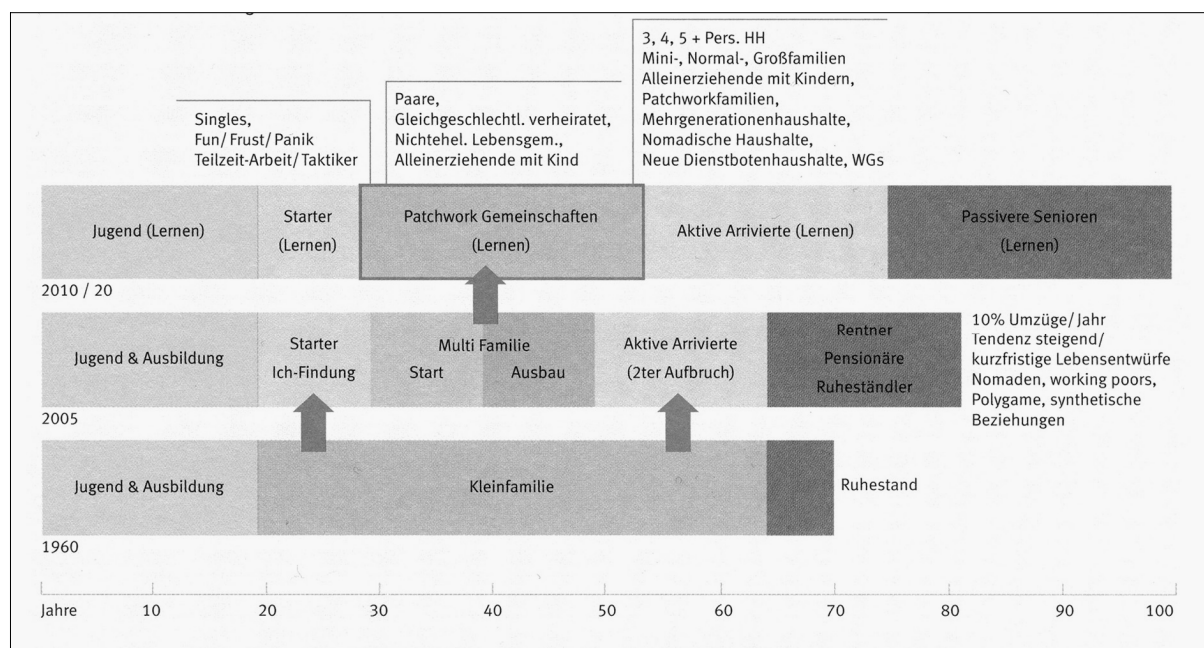 Singles,
Fun/ Frust/ Panik
Teilzeit-Arbeit/ Taktiker
Paare,
Gleichgeschlechtl. verheiratet,
Nichtehel. Lebensgem.,
Alleinerziehende mit Kind
3, 4, 5 + Pers. HH
Mini-, Normal-, Großfamilien
Alleinerziehende mit Kindern,
Patchworkfamilien,
Mehrgenerationenhaushalte,
Nomadische Haushalte,
Neue Dienstbotenhaushalte, WGs
Jugend (Lernen)
Starter
(Lernen)
Patchwork Gemeinschaften
(Lernen)
Aktive Arrivierte (Lernen)
Passivere Senioren
(Lernen)
2010 / 20
Jugend & Ausbildung
Starter
Ich-Findung
Multi Familie
Start
Ausbau
Aktive Arrivierte
(2ter Aufbruch)
Rentner
Pensionäre
Ruheständler
10% Umzüge/ Jahr
Tendenz steigend/
kurzfristige Lebensentwürfe
Nomaden, working poors,
Polygame, synthetische
Beziehungen
2005
Jugend & Ausbildung
Kleinfamilie
Ruhestand
1960
Jahre 10 20 30 40 50 60 70 80 90 100